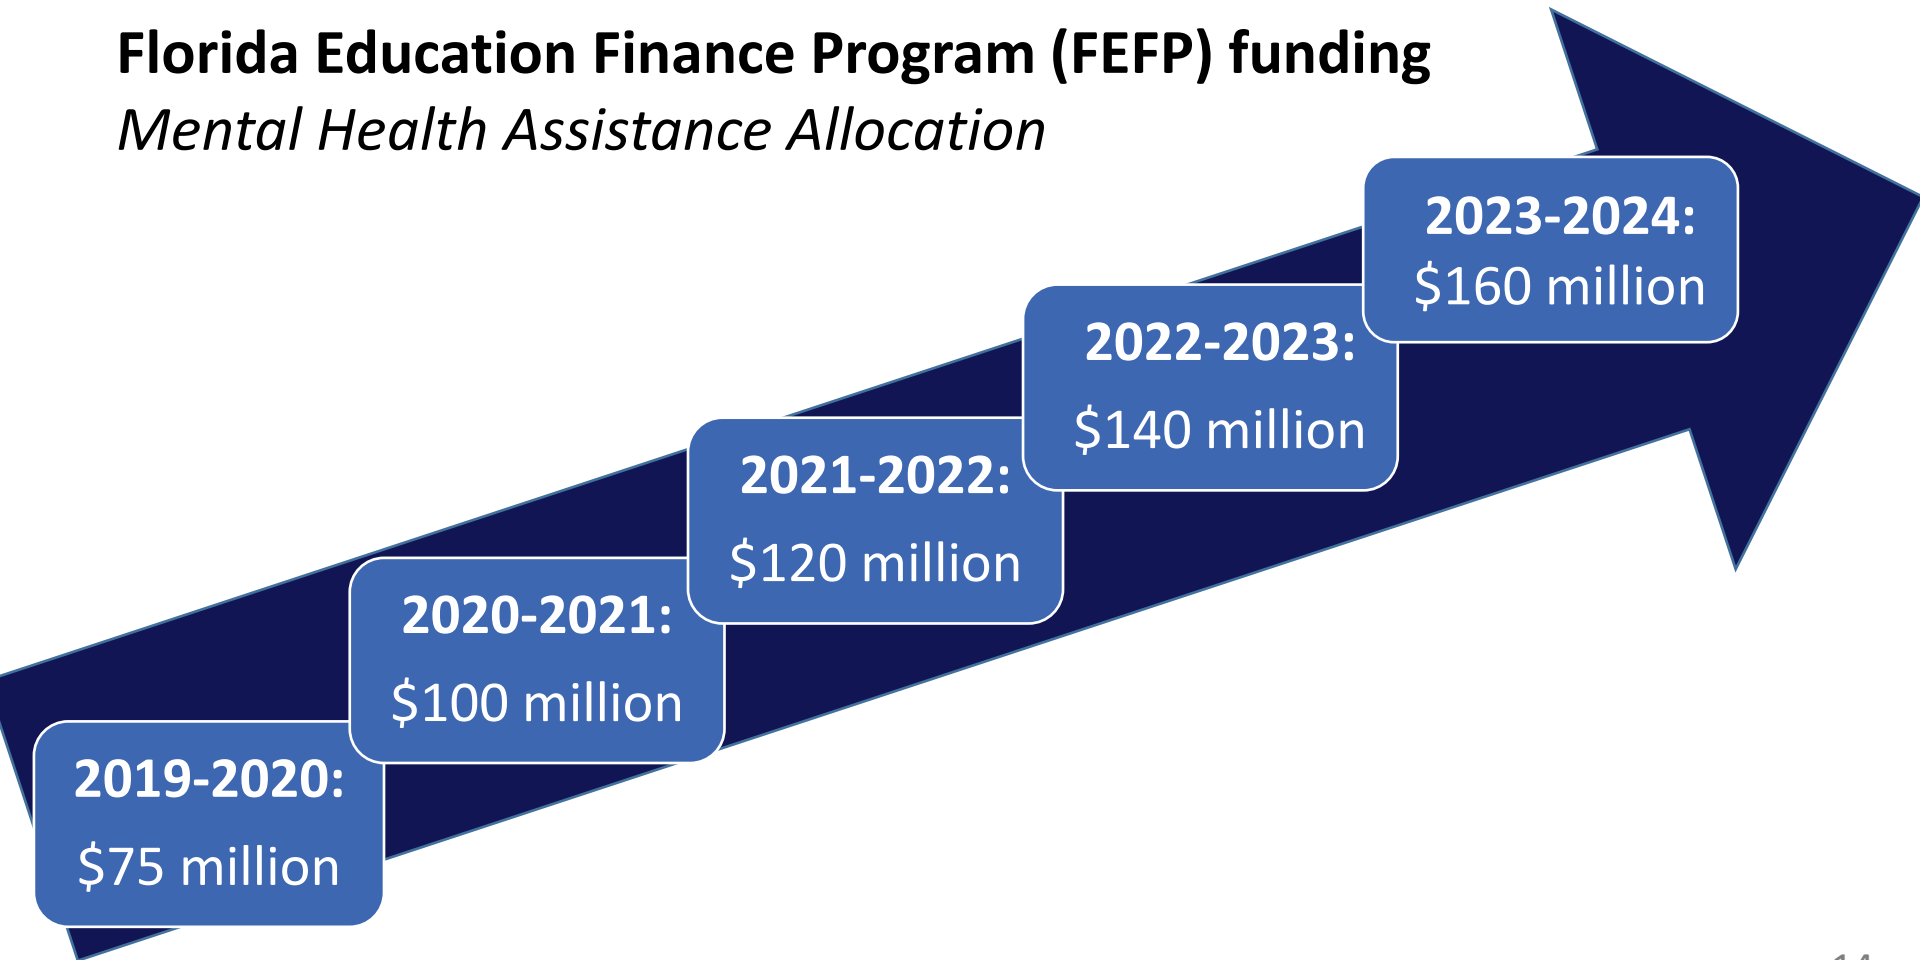 Florida Education Finance Program (FEFP) funding
Mental Health Assistance Allocation
2023-2024:
$160 million
2022-2023:
$140 million
2021-2022:
$120 million
2020-2021:
$100 million
2019-2020:
$75 million
14